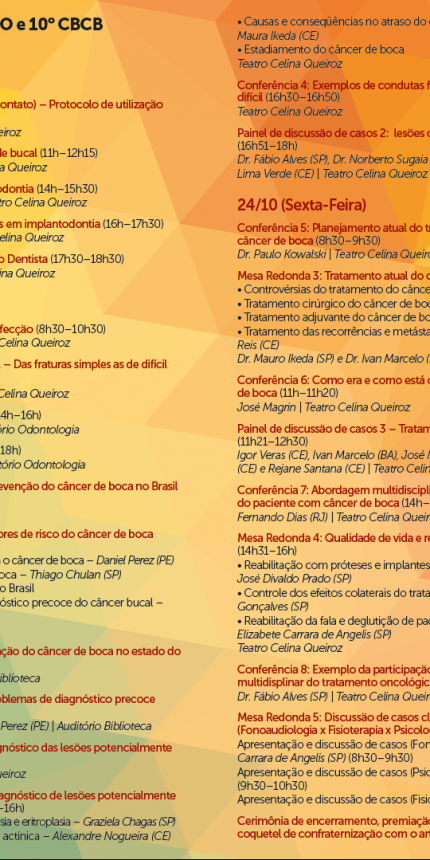 O e 10º CBCB
ontato) – Protocolo de utilização
eiroz
de bucal (11h–12h15)
a Queiroz
odontia (14h–15h30)
tro Celina Queiroz
s em implantodontia (16h–17h30)
elina Queiroz
o Dentista (17h30–18h30)
ina Queiroz
fecção (8h30–10h30)
Celina Queiroz
– Das fraturas simples as de difícil
Celina Queiroz
4h–16h)
ório Odontologia
18h)
tório Odontologia
evenção do câncer de boca no Brasil
ores de risco do câncer de boca
o câncer de boca – Daniel Perez (PE)
oca – Thiago Chulan (SP)
o Brasil
óstico precoce do câncer bucal –
ção do câncer de boca no estado do
iblioteca
oblemas de diagnóstico precoce
Perez (PE) | Auditório Biblioteca
gnóstico das lesões potencialmente
eiroz
iagnóstico de lesões potencialmente
–16h)
sia e eritroplasia – Graziela Chagas (SP)
actínica – Alexandre Nogueira (CE)
• Causas e conseqüências no atraso do
Maura Ikeda (CE)
• Estadiamento do câncer de boca
Teatro Celina Queiroz
Conferência 4: Exemplos de condutas
difícil (16h30–16h50)
Teatro Celina Queiroz
Painel de discussão de casos 2: lesões
(16h51–18h)
Dr. Fábio Alves (SP), Dr. Norberto Sugaia
Lima Verde (CE) | Teatro Celina Queiroz
24/10 (Sexta-Feira)
Conferência 5: Planejamento atual do
câncer de boca (8h30–9h30)
Dr. Paulo Kowalski | Teatro Celina Queiro
Mesa Redonda 3: Tratamento atual do
• Controvérsias do tratamento do cânce
• Tratamento cirúrgico do câncer de bo
• Tratamento adjuvante do câncer de bo
• Tratamento das recorrências e metásta
Reis (CE)
Dr. Mauro Ikeda (SP) e Dr. Ivan Marcelo (
Conferência 6: Como era e como está
de boca (11h–11h20)
José Magrin | Teatro Celina Queiroz
Painel de discussão de casos 3 – Tratam
(11h21–12h30)
Igor Veras (CE), Ivan Marcelo (BA), José
(CE) e Rejane Santana (CE) | Teatro Celin
Conferência 7: Abordagem multidiscipli
do paciente com câncer de boca (14h–
Fernando Dias (RJ) | Teatro Celina Queir
Mesa Redonda 4: Qualidade de vida e re
(14h31–16h)
• Reabilitação com próteses e implantes
José Divaldo Prado (SP)
• Controle dos efeitos colaterais do trata
Gonçalves (SP)
• Reabilitação da fala e deglutição de pa
Elizabete Carrara de Angelis (SP)
Teatro Celina Queiroz
Conferência 8: Exemplo da participação
multidisplinar do tratamento oncológic
Dr. Fábio Alves (SP) | Teatro Celina Quei
Mesa Redonda 5: Discussão de casos cl
(Fonoaudiologia x Fisioterapia x Psicolo
Apresentação e discussão de casos (Fon
Carrara de Angelis (SP) (8h30–9h30)
Apresentação e discussão de casos (Psic
(9h30–10h30)
Apresentação e discussão de casos (Fisio
Cerimônia de encerramento, premiação
coquetel de confraternização com o art